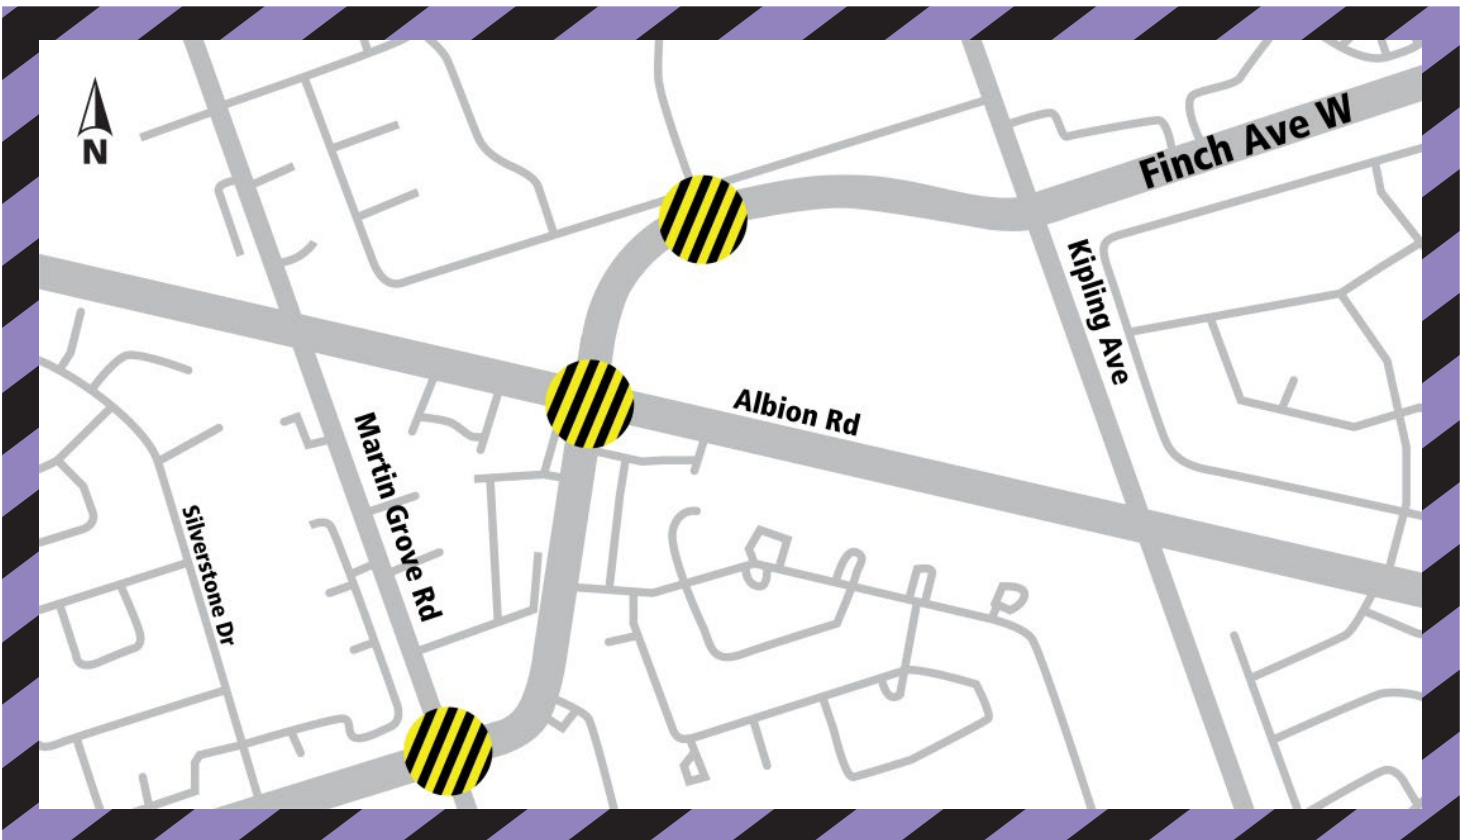 N
Finch Ave W
Kipling Ave
Albion Rd
Martin Grove Rd
Silverstone Dr